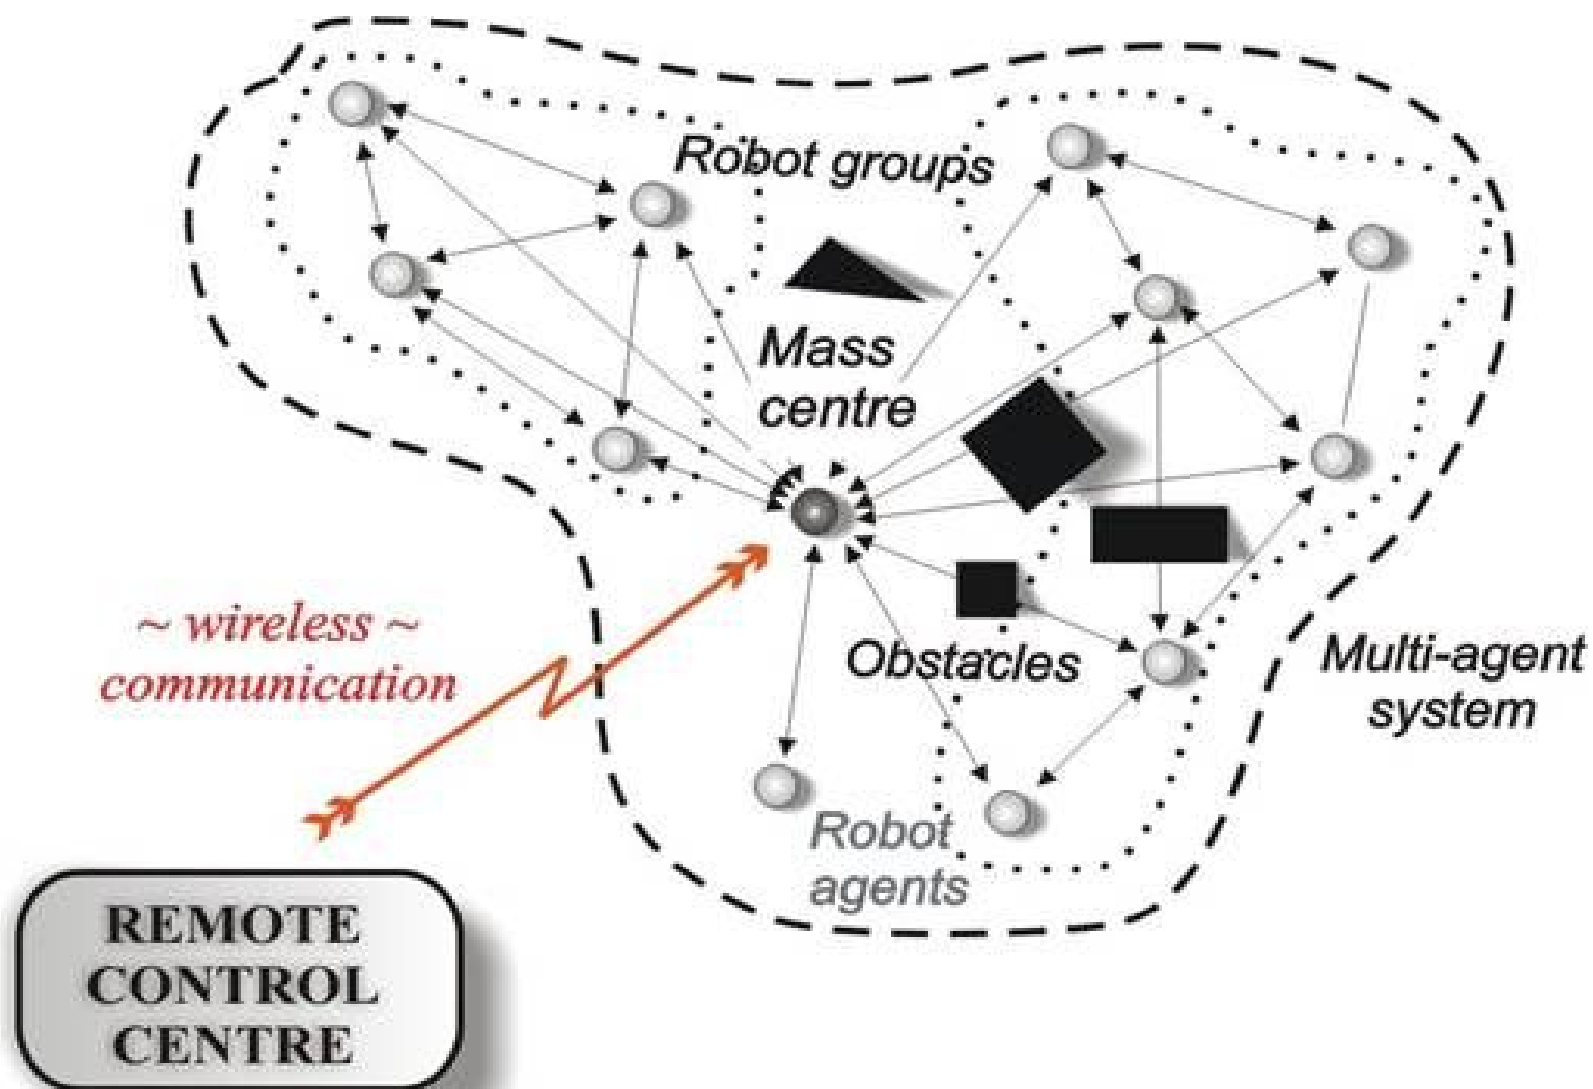 Robot groups
Mass
centre
~ wireless ~
communication
Obstacles
Multi-agent
system
Robot
agents
REMOTE
CONTROL
CENTRE